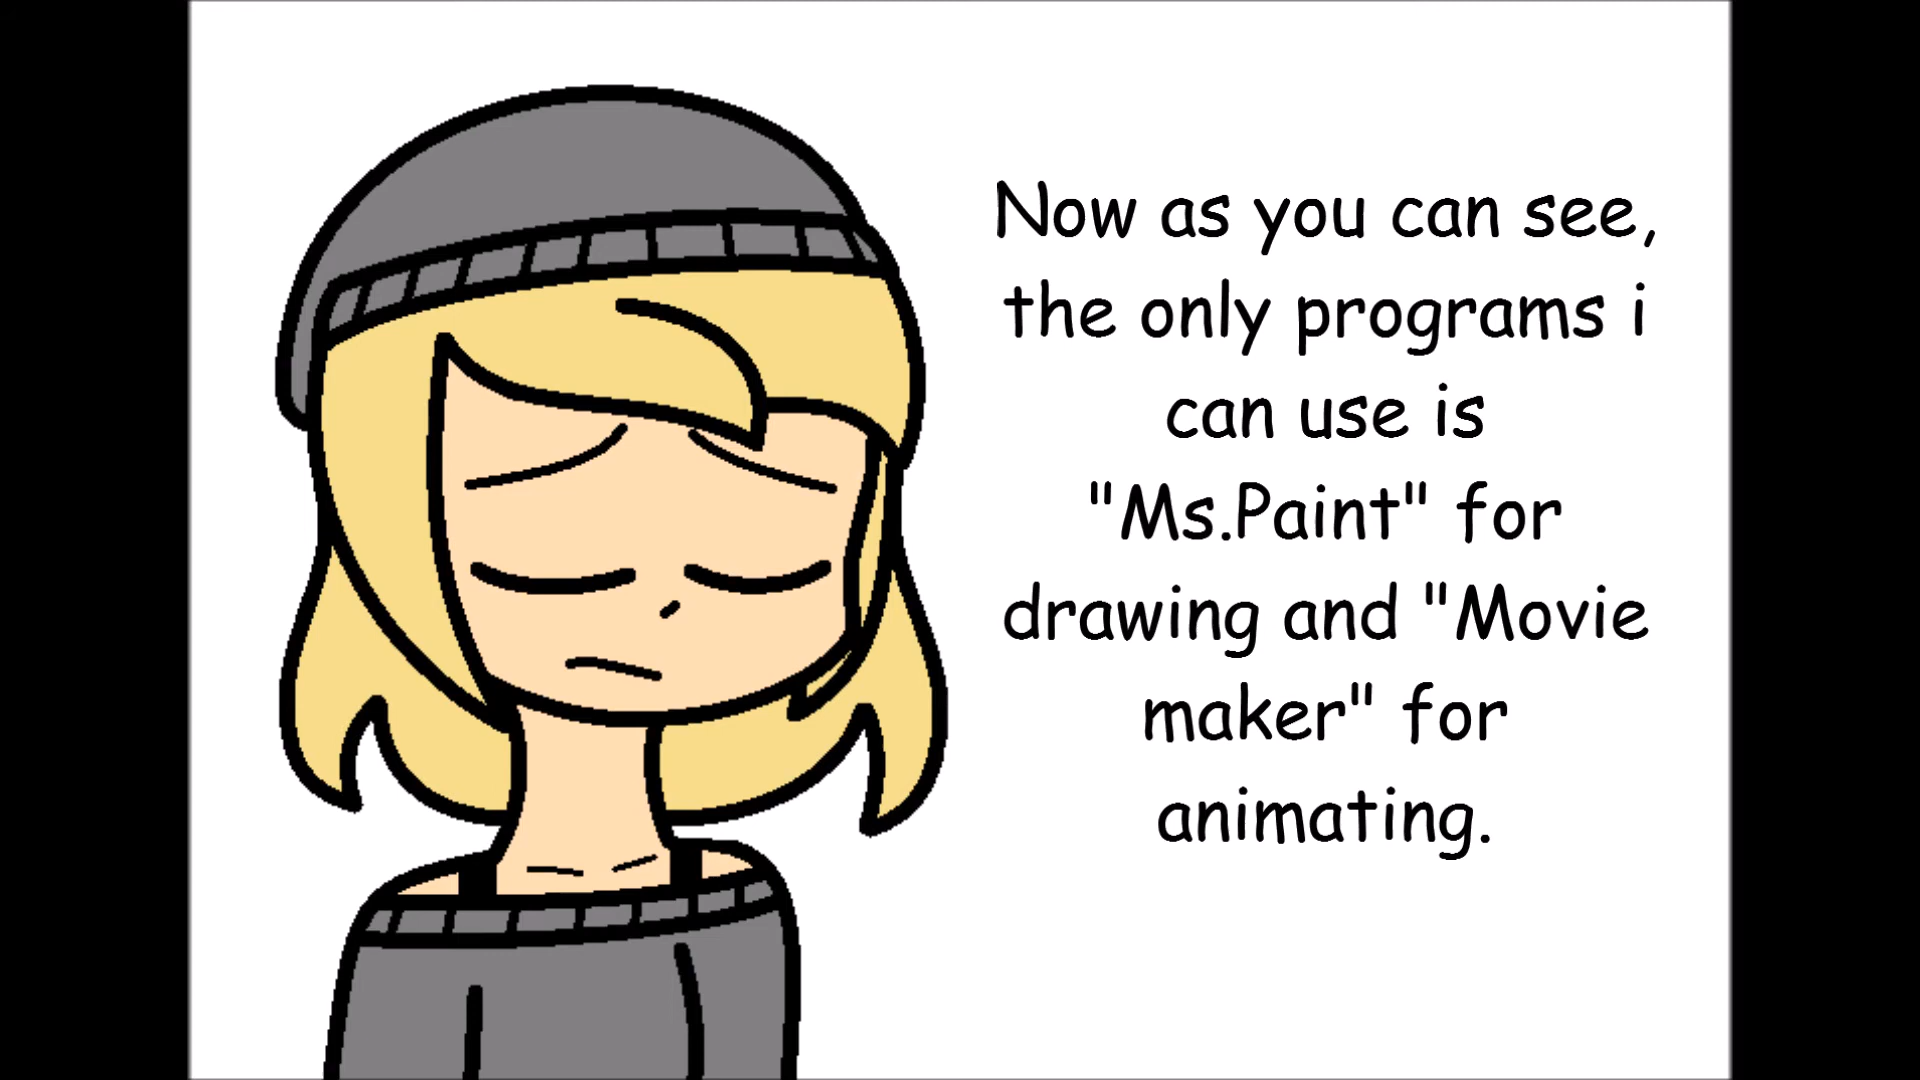 Now as you can see,
the only programs i
can use is
"Ms.Paint" for
drawing and "Movie
maker" for
animating.